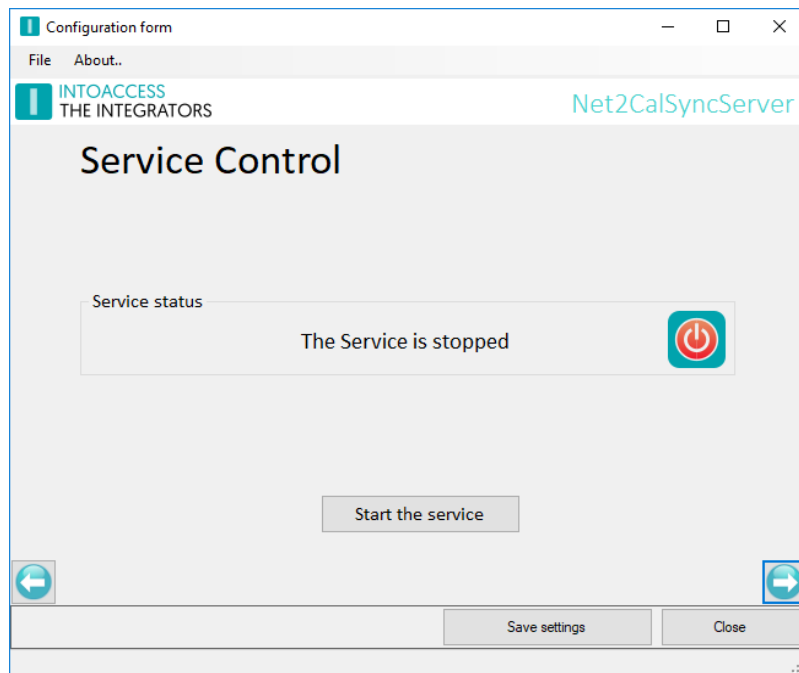 Configuration form
File About..
INTOACCESS
THE INTEGRATORS
Net2CalSyncServer
Service Control
Service status
The Service is stopped
Start the service
Save settings Close